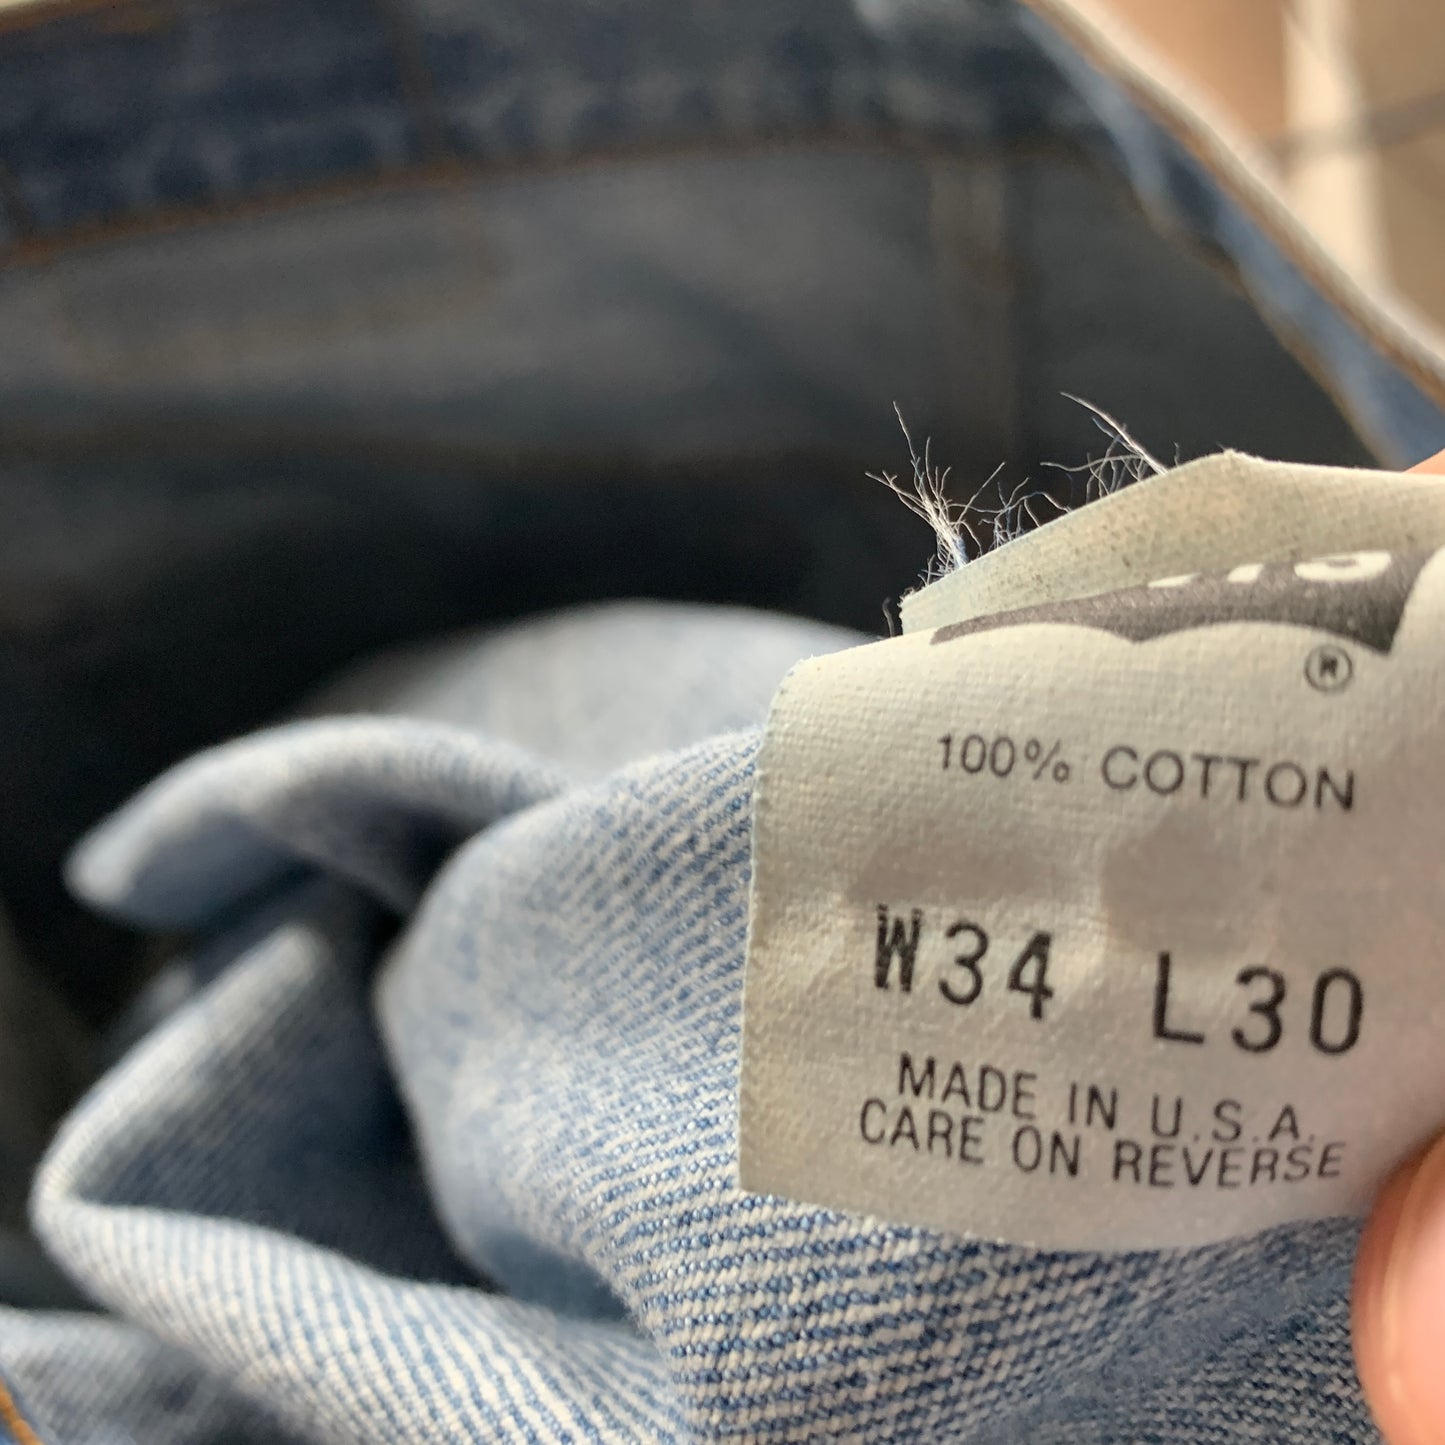 ®
100% COTTON
W34 L30
MADE IN U.S.A.
CARE ON REVERSE